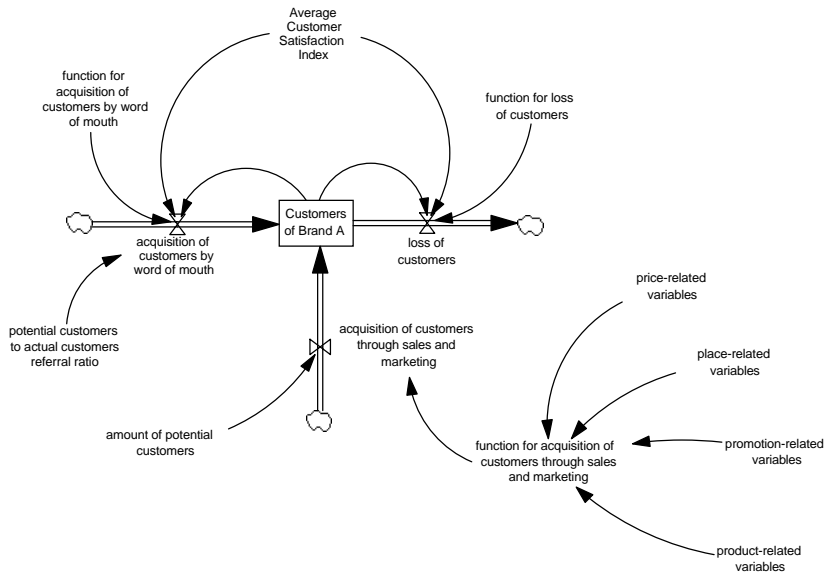 Average
Customer
Satisfaction
Index
function for
acquisition of
customers by word
of mouth
function for loss
of customers
Customers
of Brand A
acquisition of
customers by
word of mouth
loss of
customers
price-related
variables
potential customers
to actual customers
referral ratio
acquisition of customers
through sales and
marketing
place-related
variables
amount of potential
customers
function for acquisition of
customers through sales
and marketing
promotion-related
variables
product-related
variables